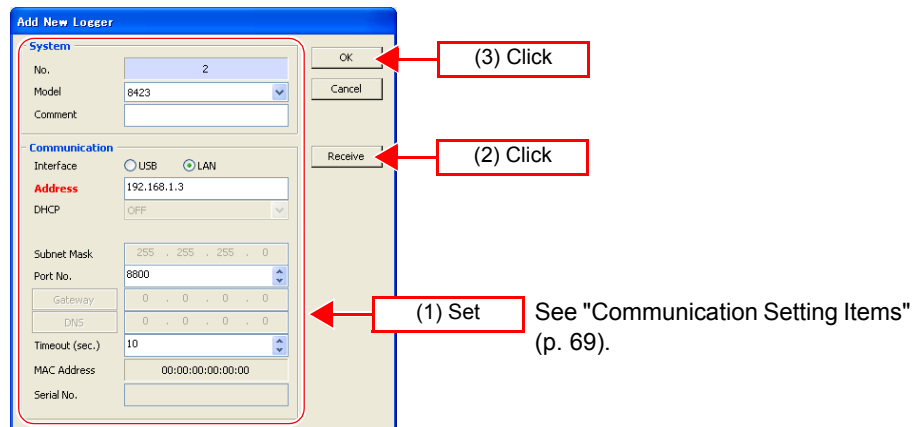 Add New Logger
System
No. 2
Model 8423
Comment
Communication
Interface USB LAN
Address 192.168.1.3
DHCP OFF
Subnet Mask 255 . 255 . 255 . 0
Port No. 8800
Gateway 0 . 0 . 0 . 0
DNS 0 . 0 . 0 . 0
Timeout (sec.) 10
MAC Address 00:00:00:00:00:00
Serial No.
OK
Cancel
Receive
(3) Click
(2) Click
(1) Set
See "Communication Setting Items"
(p. 69).